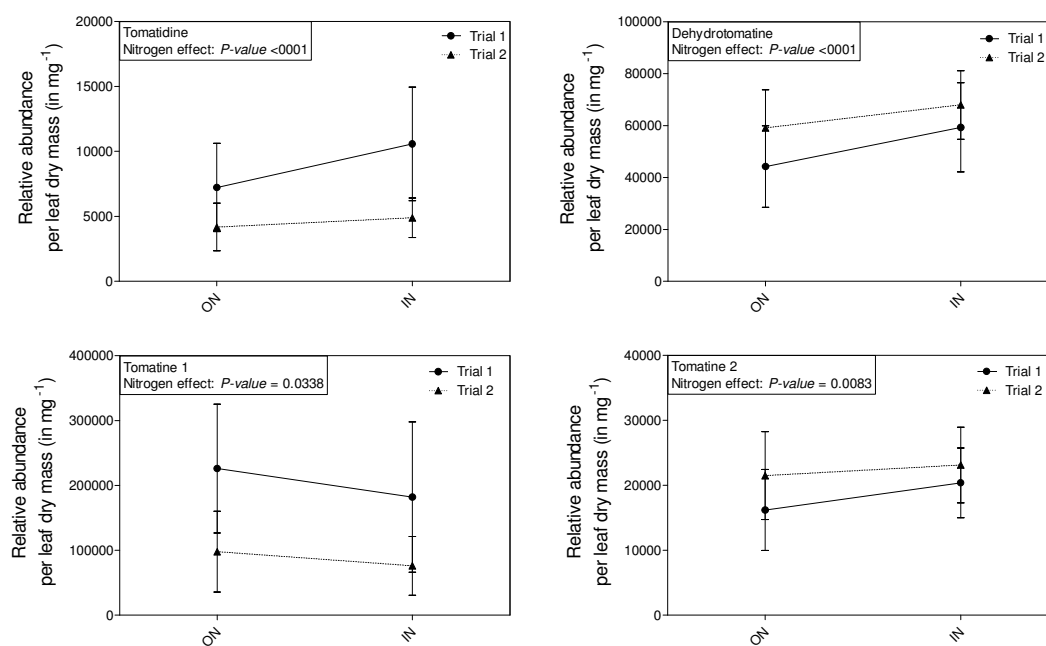 Tomatidine
Nitrogen effect: P-value <0001
Trial 1
Trial 2
Relative abundance
per leaf dry mass (in mg-1)
20000
15000
10000
5000
0
ON
IN
Dehydrotomatine
Nitrogen effect: P-value <0001
Trial 1
Trial 2
Relative abundance
per leaf dry mass (in mg-1)
100000
80000
60000
40000
20000
0
ON
IN
Tomatine 1
Nitrogen effect: P-value = 0.0338
Trial 1
Trial 2
Relative abundance
per leaf dry mass (in mg-1)
400000
300000
200000
100000
0
ON
IN
Tomatine 2
Nitrogen effect: P-value = 0.0083
Trial 1
Trial 2
Relative abundance
per leaf dry mass (in mg-1)
40000
30000
20000
10000
0
ON
IN